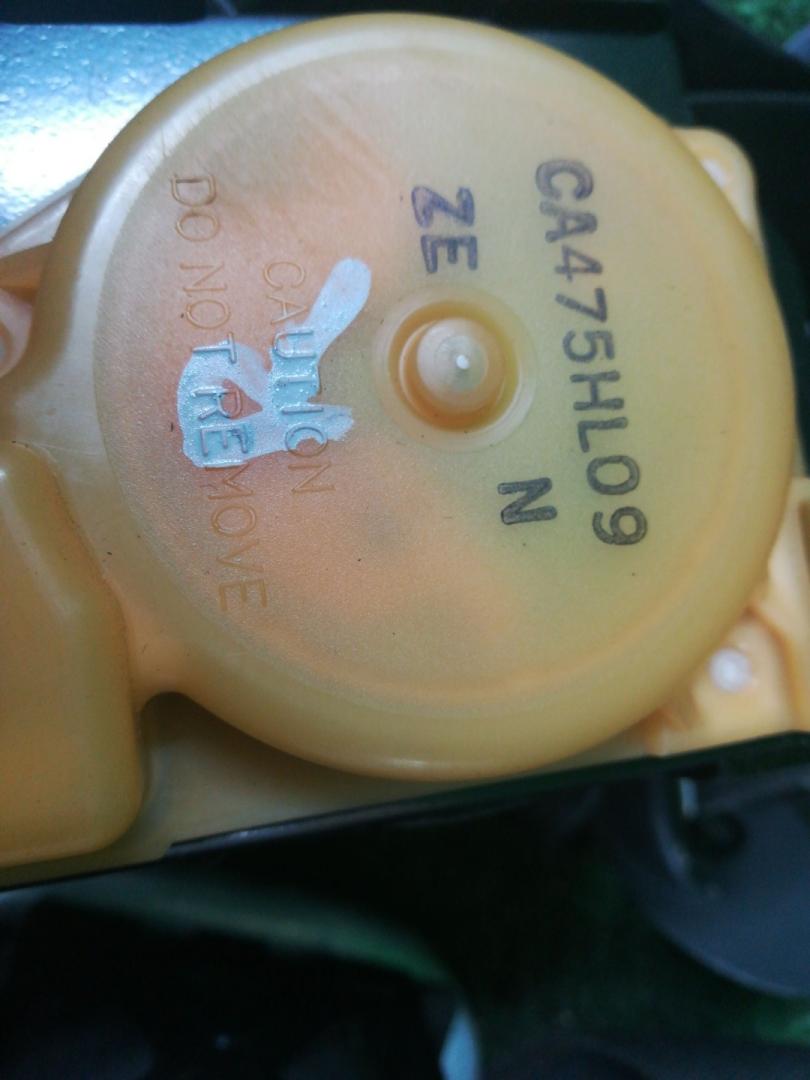 CA475HL09
ZE N
CAUTION
DO NOT REMOVE